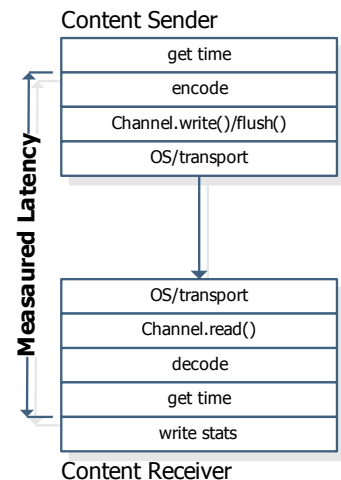 Content Sender
get time
encode
Channel.write()/flush()
OS/transport
Measaured Latency
OS/transport
Channel.read()
decode
get time
write stats
Content Receiver